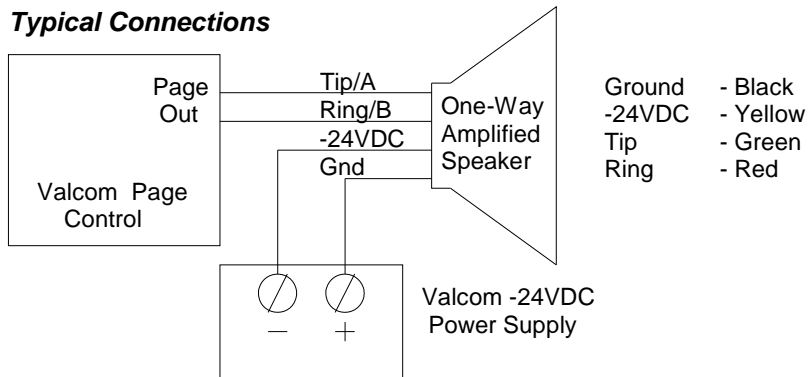 Typical Connections
Page
Out
Valcom Page
Control
Tip/A
Ring/B
-24VDC
Gnd
One-Way
Amplified
Speaker
Ground - Black
-24VDC - Yellow
Tip - Green
Ring - Red
– +
Valcom -24VDC
Power Supply